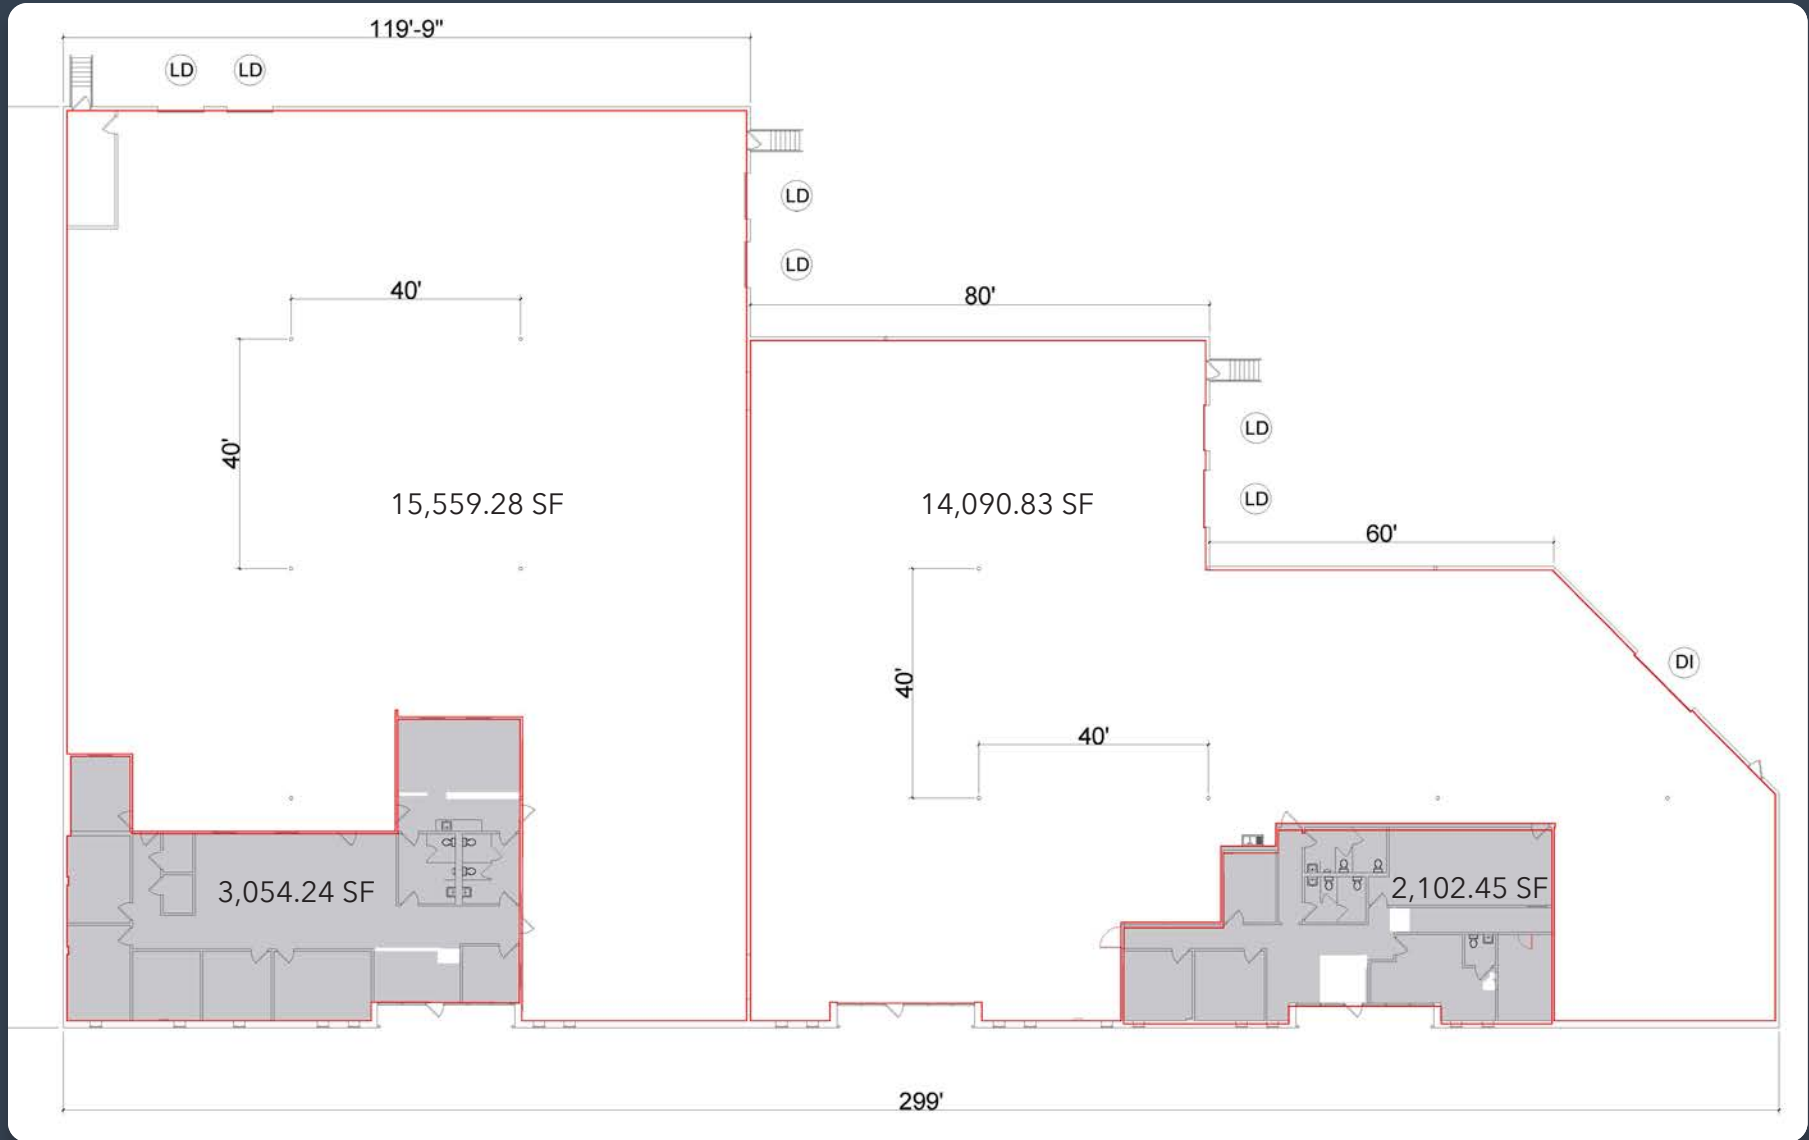 119'-9"
LD
LD
LD
LD
40'
80'
40'
LD
15,559.28 SF
14,090.83 SF
LD
60'
DI
40'
40'
3,054.24 SF
2,102.45 SF
299'